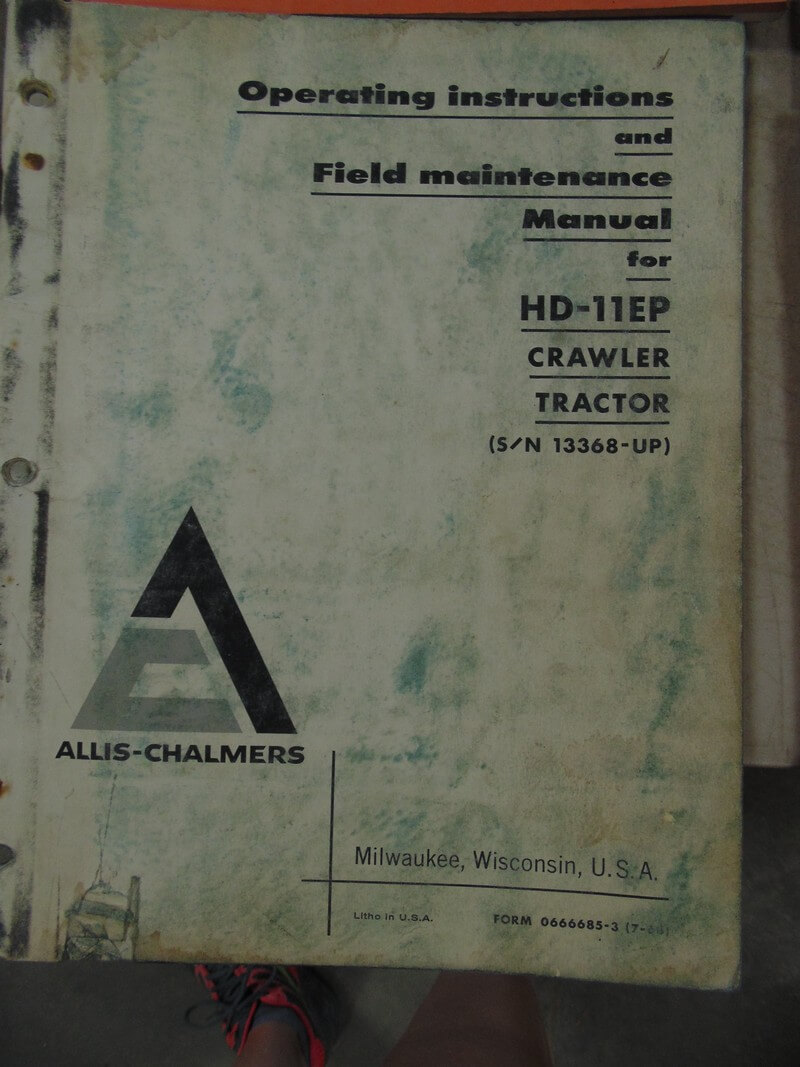 Operating instructions
and
Field maintenance
Manual
for
HD-11EP
CRAWLER
TRACTOR
(S/N 13368-UP)
ALLIS-CHALMERS
Milwaukee, Wisconsin, U.S.A.
Litho in U.S.A.
FORM 0666685-3